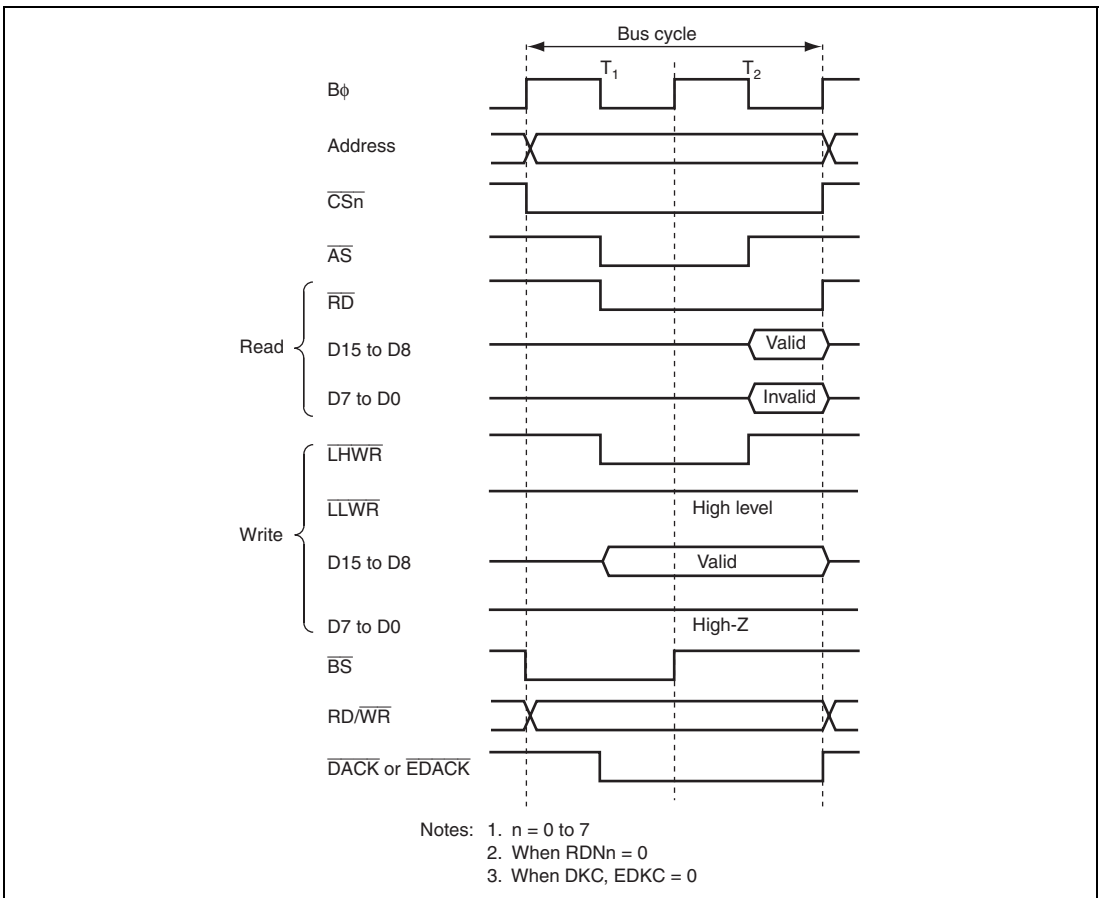 Bus cycle
T1 T2
Bφ
Address
CSn
AS
RD
Read
D15 to D8 Valid
D7 to D0 Invalid
LHWR
LLWR High level
Write
D15 to D8 Valid
D7 to D0 High-Z
BS
RD/WR
DACK or EDACK
Notes: 1. n = 0 to 7
2. When RDNn = 0
3. When DKC, EDKC = 0